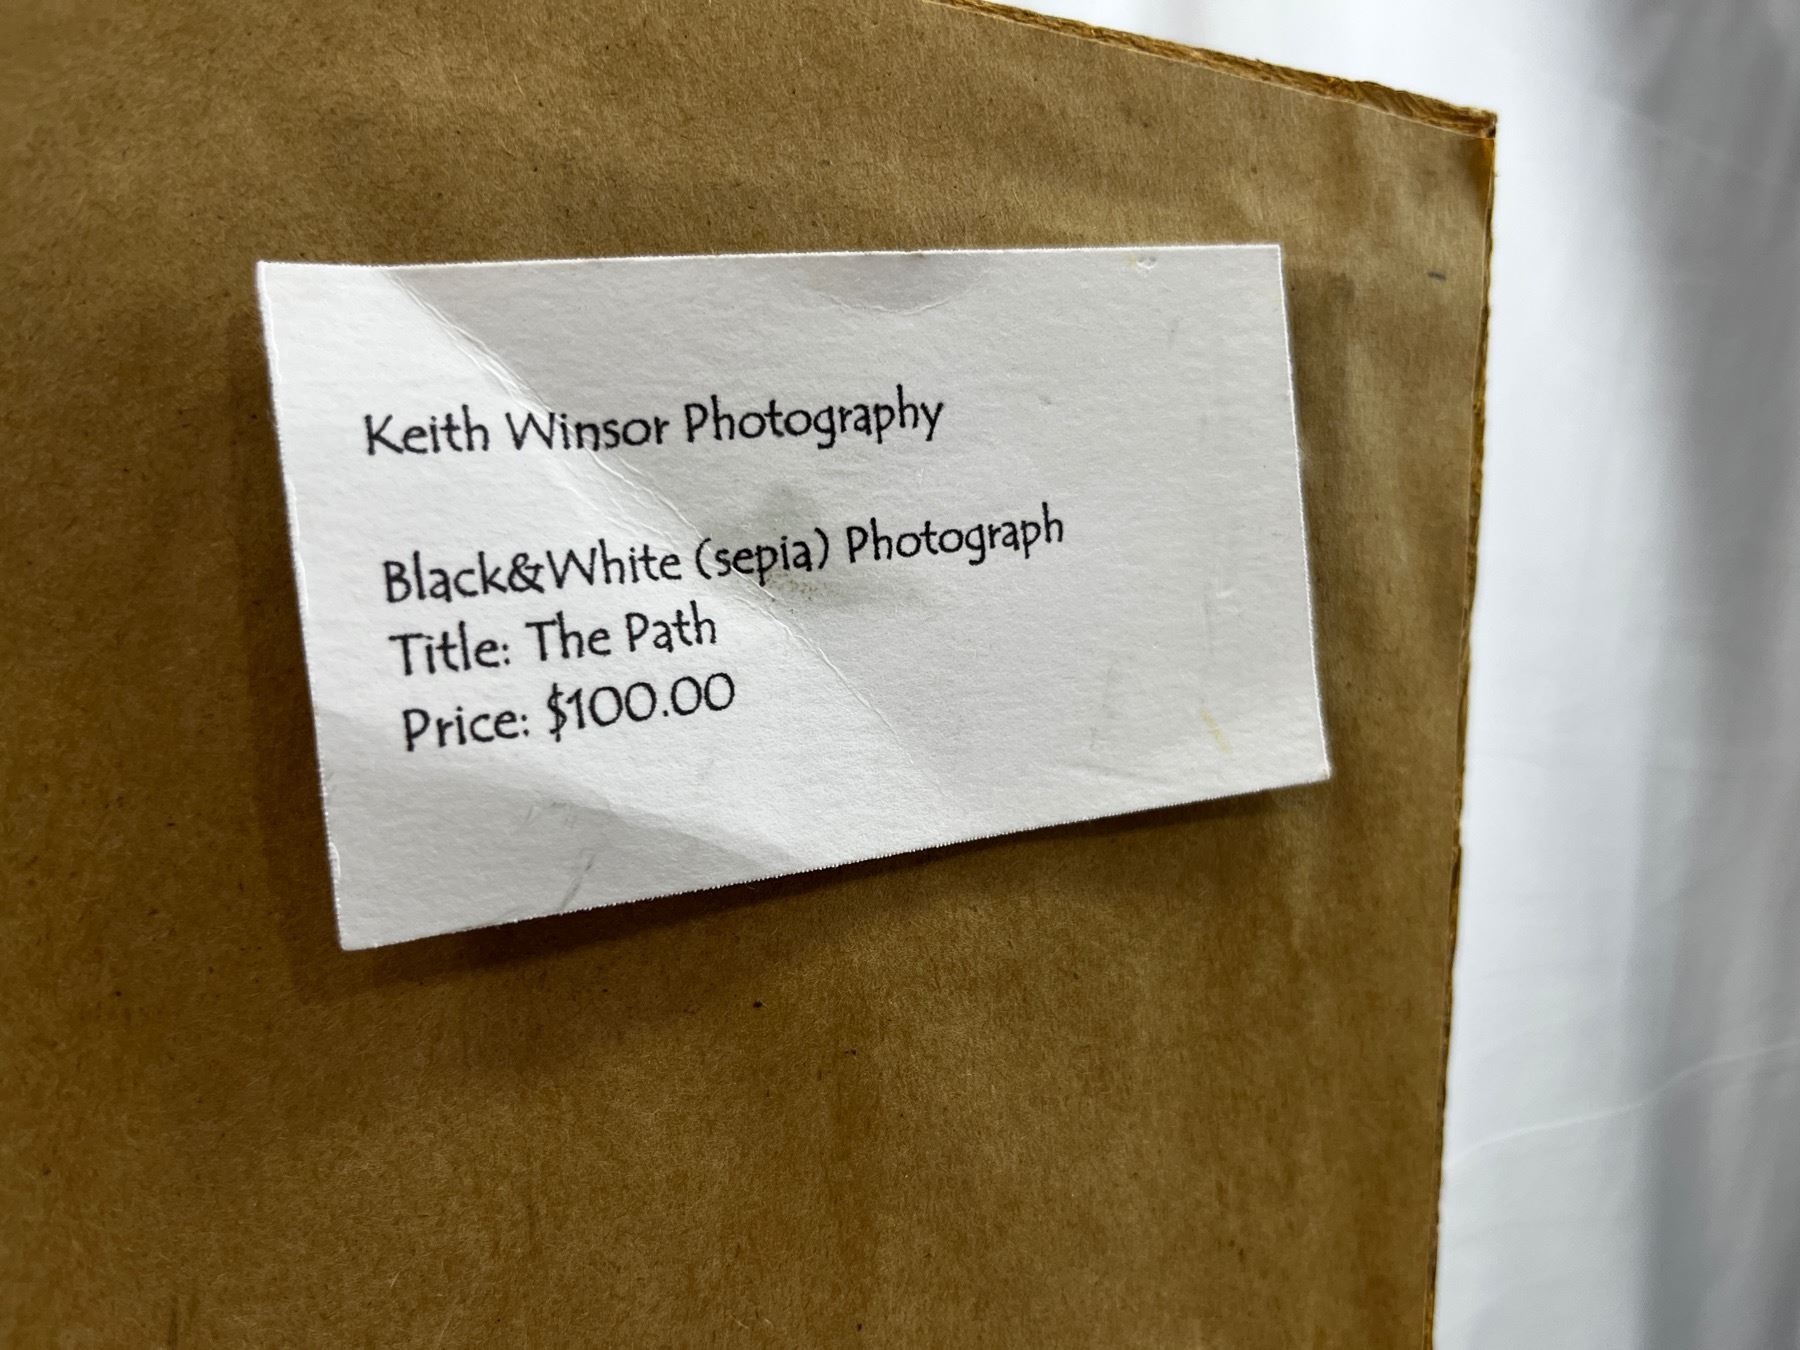 Keith Winsor Photography
Black&White (sepia) Photograph
Title: The Path
Price: $100.00